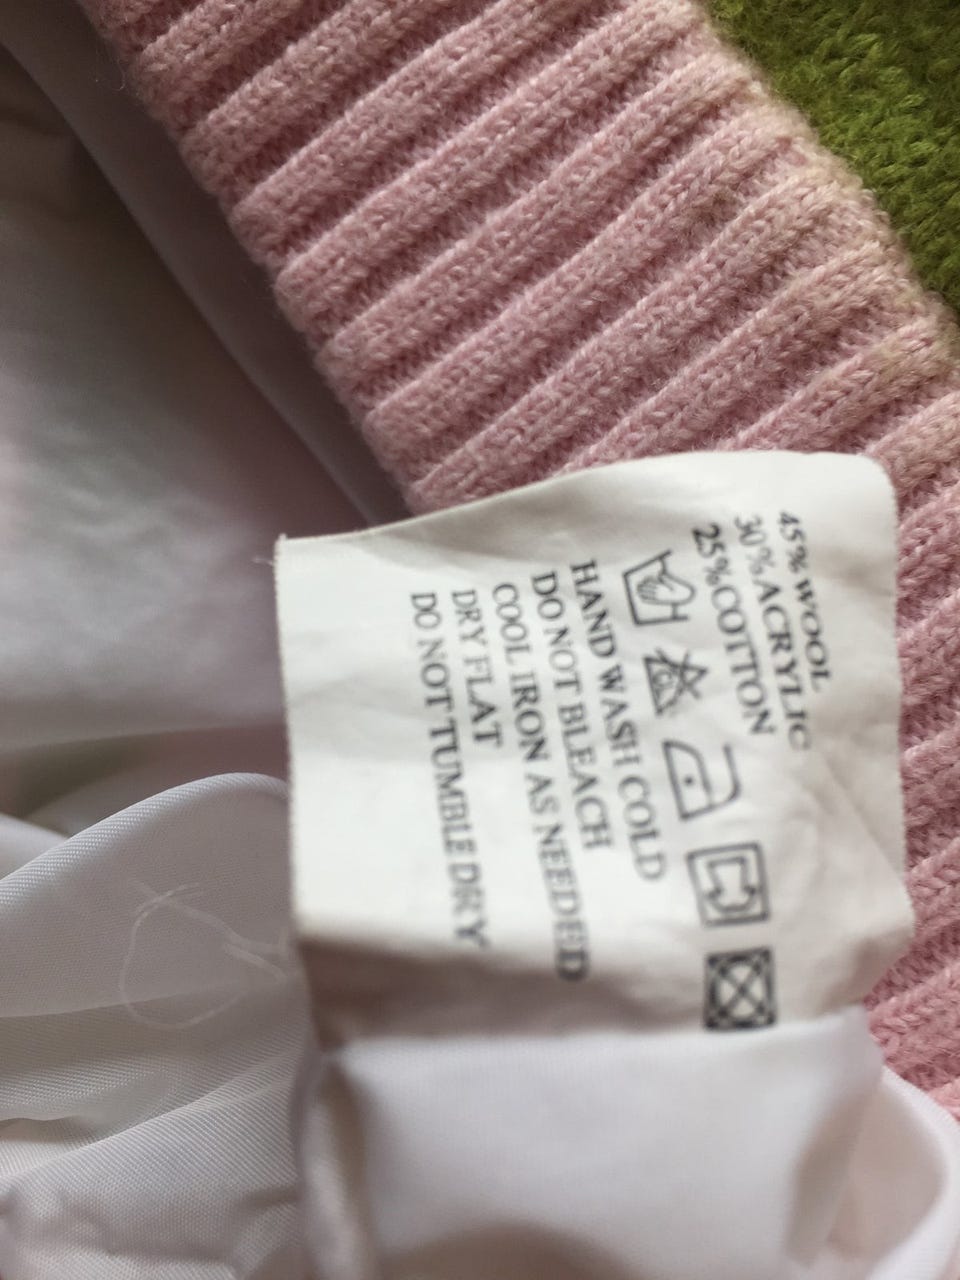 45% WOOL
30% ACRYLIC
25% COTTON
HAND WASH COLD
DO NOT BLEACH
COOL IRON AS NEEDED
DRY FLAT
DO NOT TUMBLE DRY